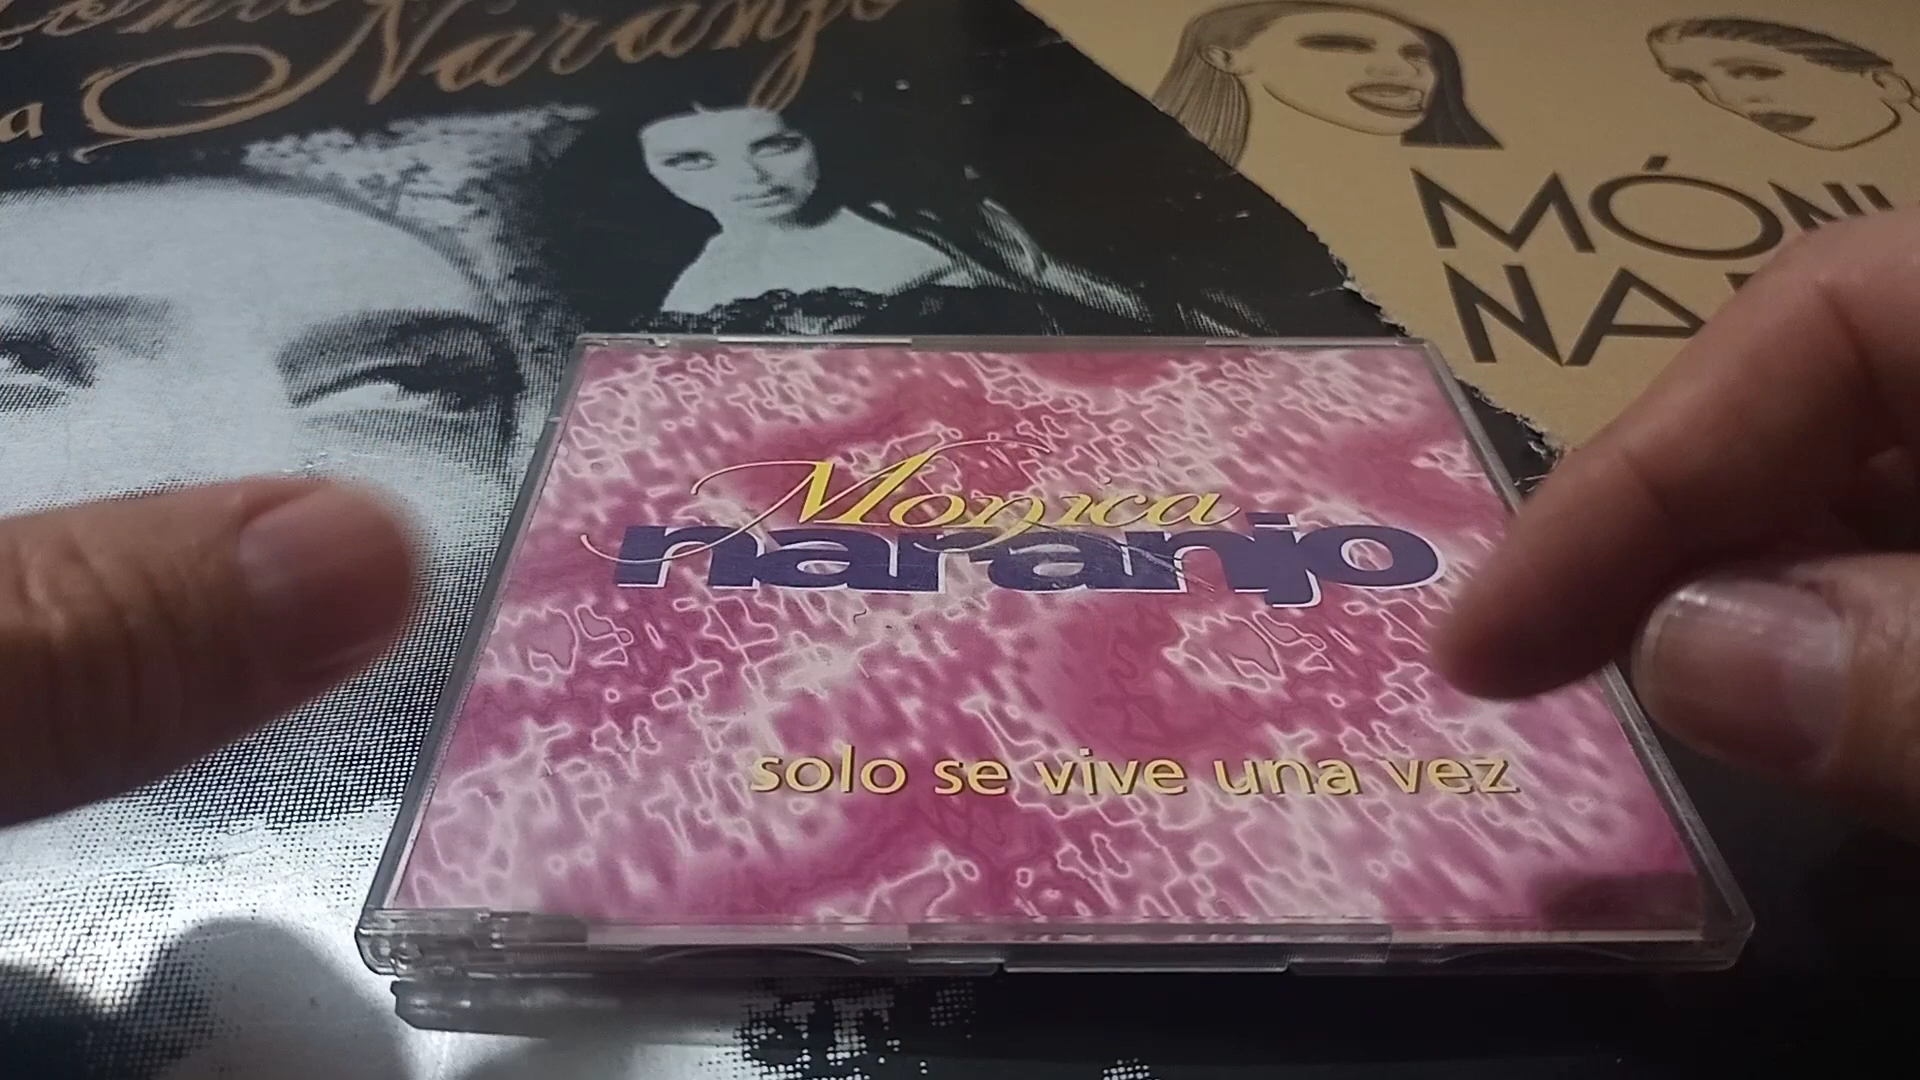 Naranjo
a
MÓNI
NA
Monica
naranjo
solo se vive una vez